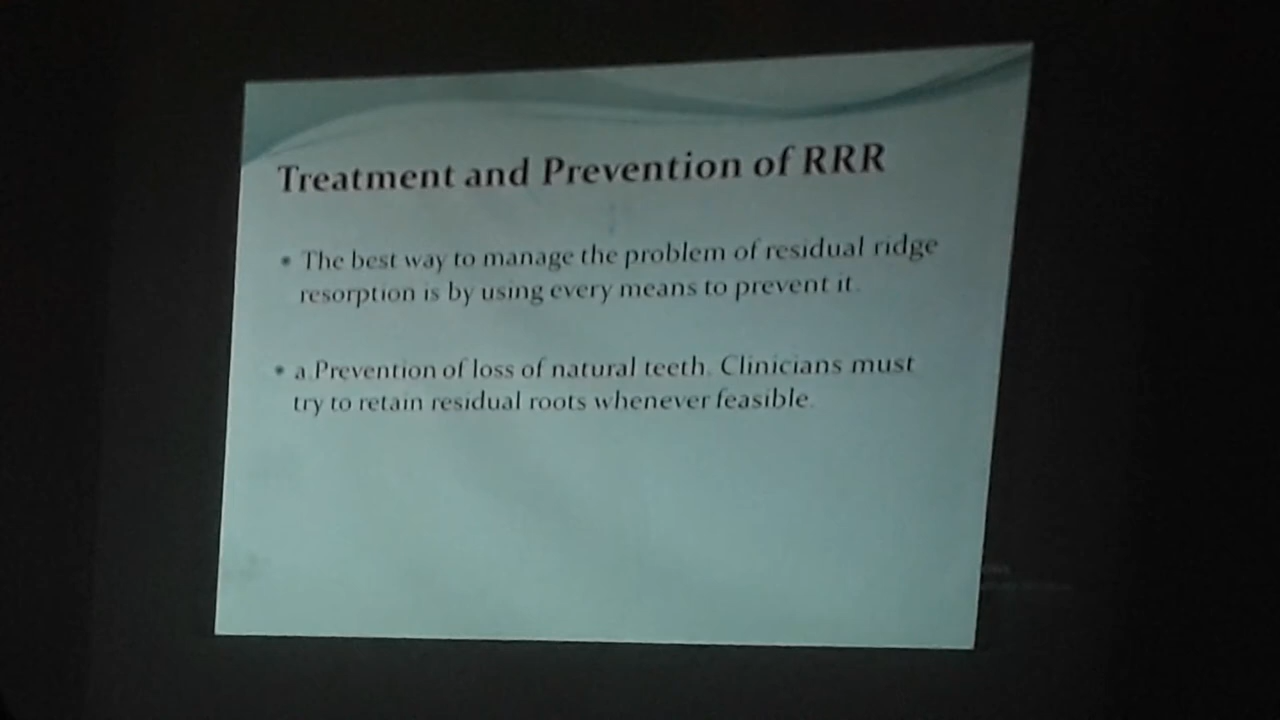 Treatment and Prevention of RRR
• The best way to manage the problem of residual ridge
resorption is by using every means to prevent it.
• a.Prevention of loss of natural teeth. Clinicians must
try to retain residual roots whenever feasible.